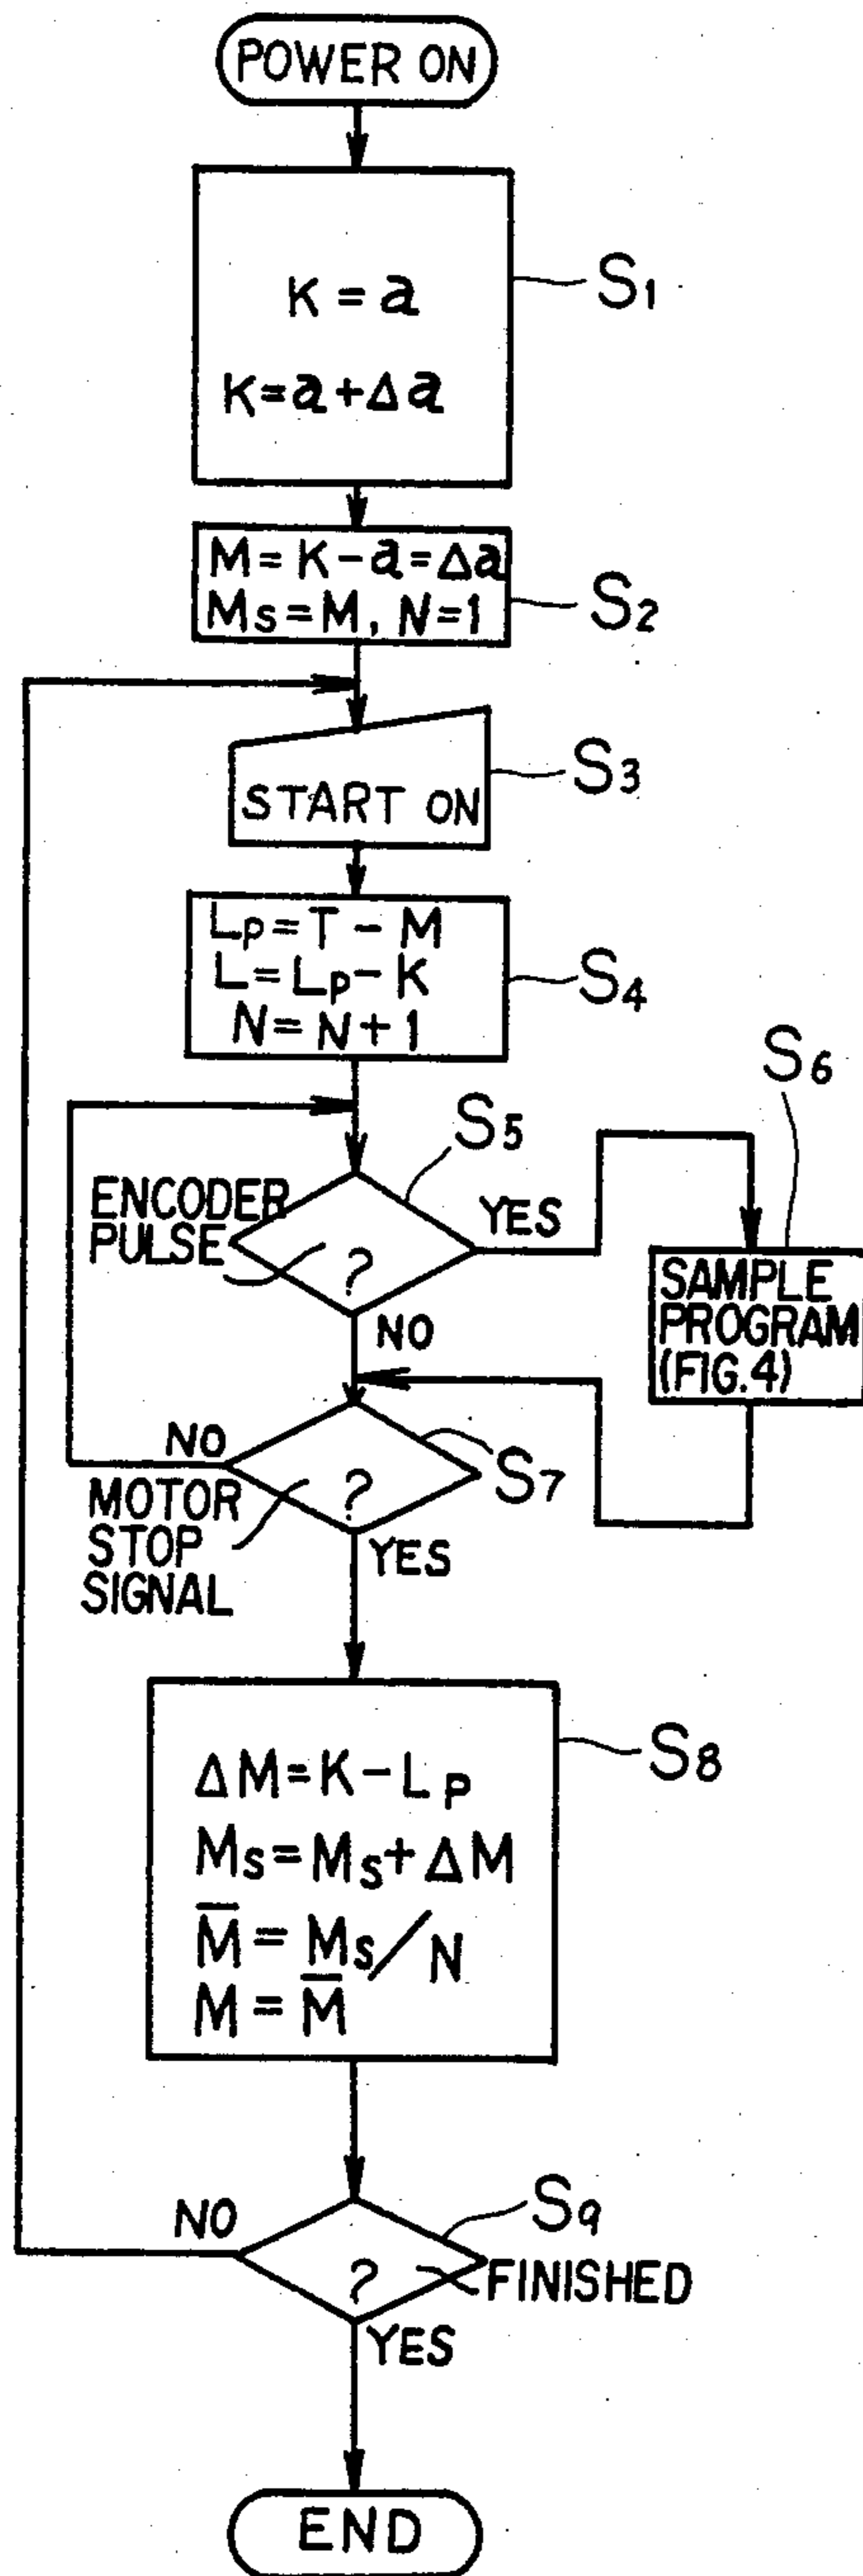 POWER ON
K = a
K = a + Δa
S1
M = K - a = Δa
Ms = M, N = 1
S2
START ON
S3
Lp = T - M
L = Lp - K
N = N + 1
S4
S6
S5
ENCODER
PULSE
?
YES
NO
SAMPLE
PROGRAM
(FIG.4)
NO
S7
MOTOR
STOP
SIGNAL
?
YES
S8
ΔM = K - Lp
Ms = Ms + ΔM
M̅ = Ms / N
M = M̅
S9
NO
?
FINISHED
YES
END